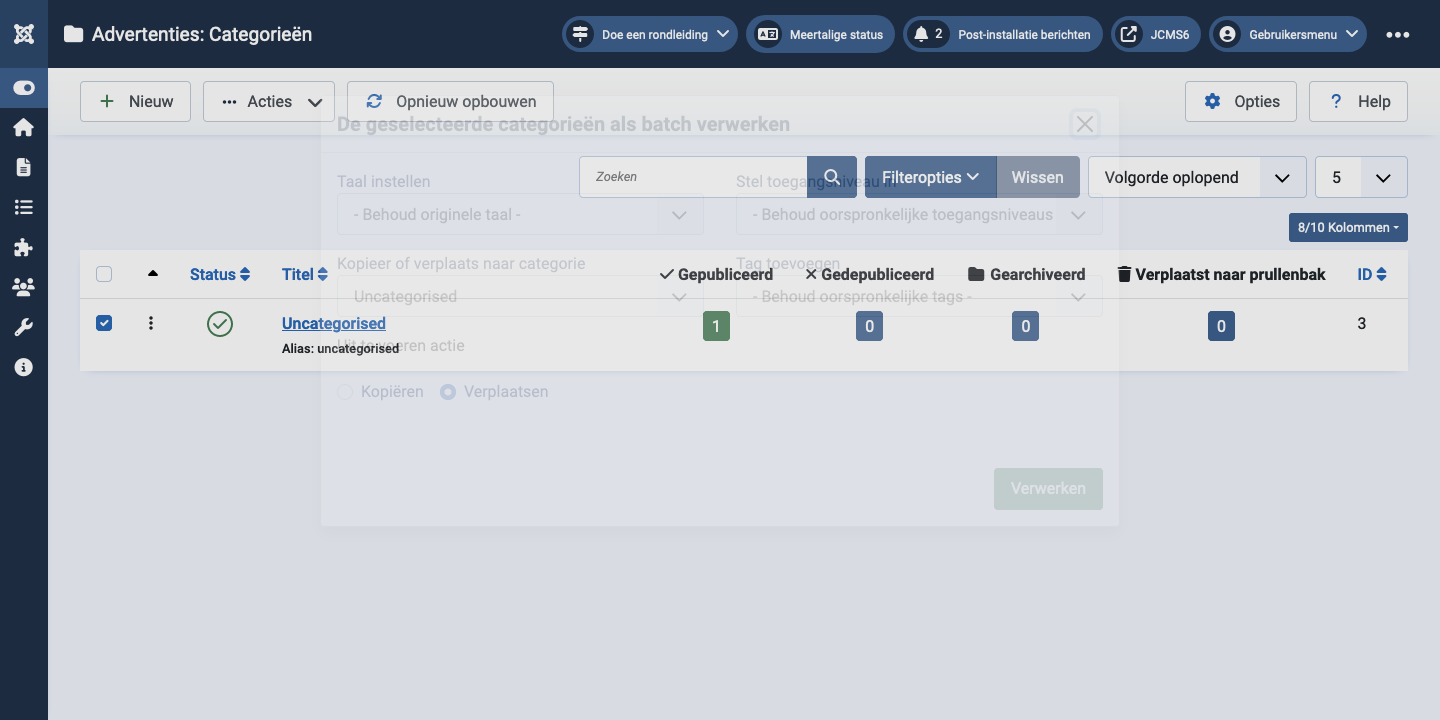 Advertenties: Categorieën
Doe een rondleiding
Meertalige status
2 Post-installatie berichten
JCMS6
Gebruikersmenu
Nieuw
Acties
Opnieuw opbouwen
Opties
? Help
De geselecteerde categorieën als batch verwerken
Zoeken
Filteropties
Wissen
Volgorde oplopend
5
Taal instellen
Stel toegangsniveau in
- Behoud originele taal -
- Behoud oorspronkelijke toegangsniveaus
8/10 Kolommen
Kopieer of verplaats naar categorie
Tag toevoegen
Status
Titel
Gepubliceerd
Gedepubliceerd
Gearchiveerd
Verplaatst naar prullenbak
ID
Uncategorised
- Behoud oorspronkelijke tags -
Uncategorised
1
0
0
0
3
Alias: uncategorised
Uit te voeren actie
Kopiëren
Verplaatsen
Verwerken